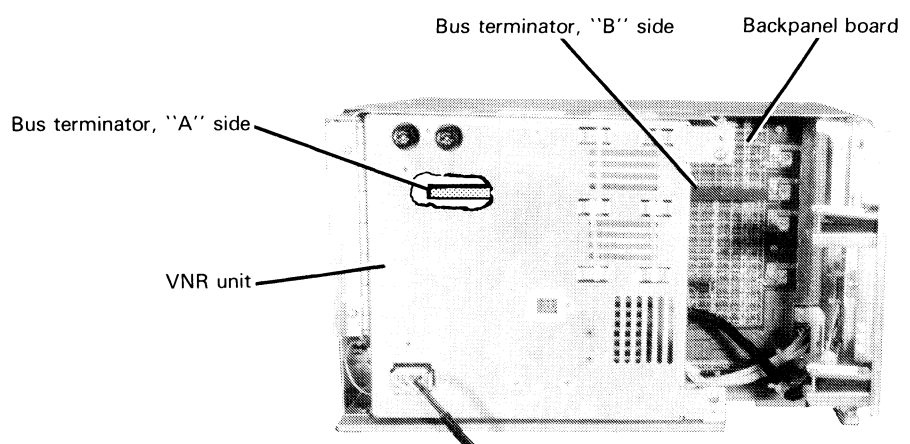 Bus terminator, ``B'' side
Backpanel board
Bus terminator, ``A'' side
VNR unit